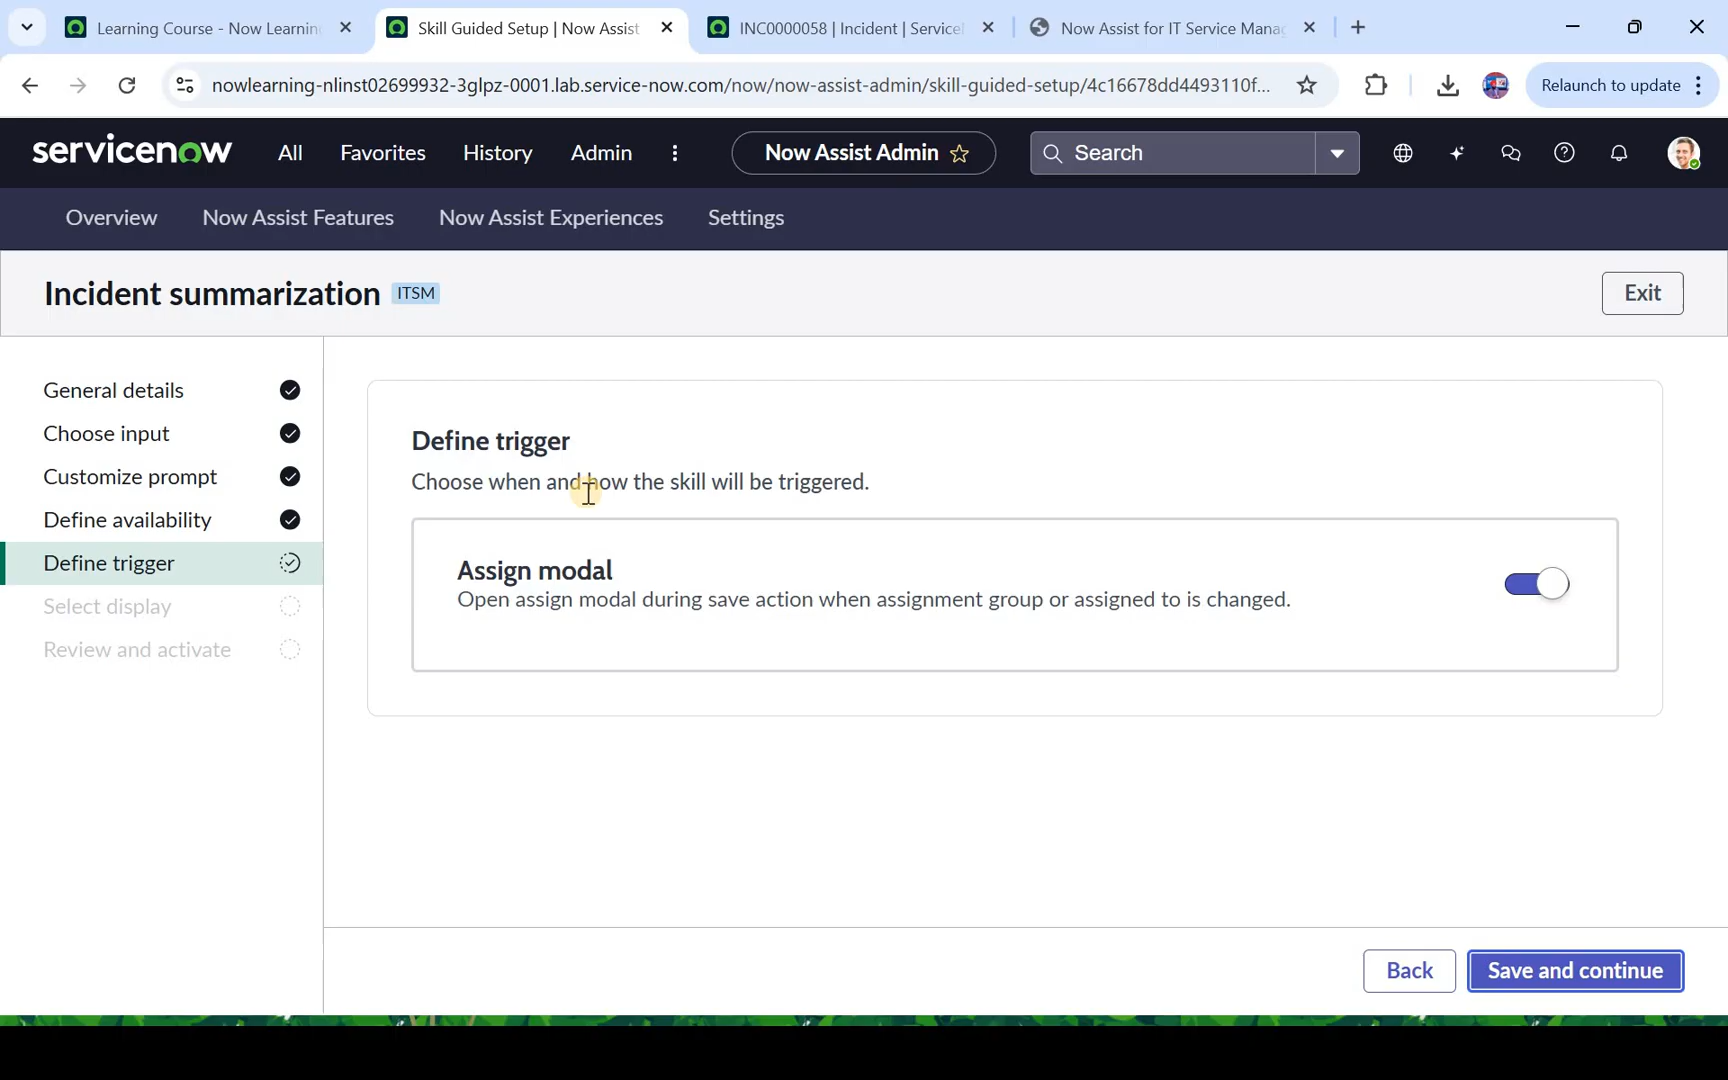 Learning Course - Now Learnin
Skill Guided Setup | Now Assist
INC0000058 | Incident | Service
Now Assist for IT Service Mana
nowlearning-nlinst02699932-3glpz-0001.lab.service-now.com/now/now-assist-admin/skill-guided-setup/4c16678dd4493110f...
Relaunch to update
servicenow
All
Favorites
History
Admin
Now Assist Admin
Search
Overview
Now Assist Features
Now Assist Experiences
Settings
Incident summarization
ITSM
Exit
General details
Choose input
Customize prompt
Define availability
Define trigger
Select display
Review and activate
Define trigger
Choose when and how the skill will be triggered.
Assign modal
Open assign modal during save action when assignment group or assigned to is changed.
Back
Save and continue